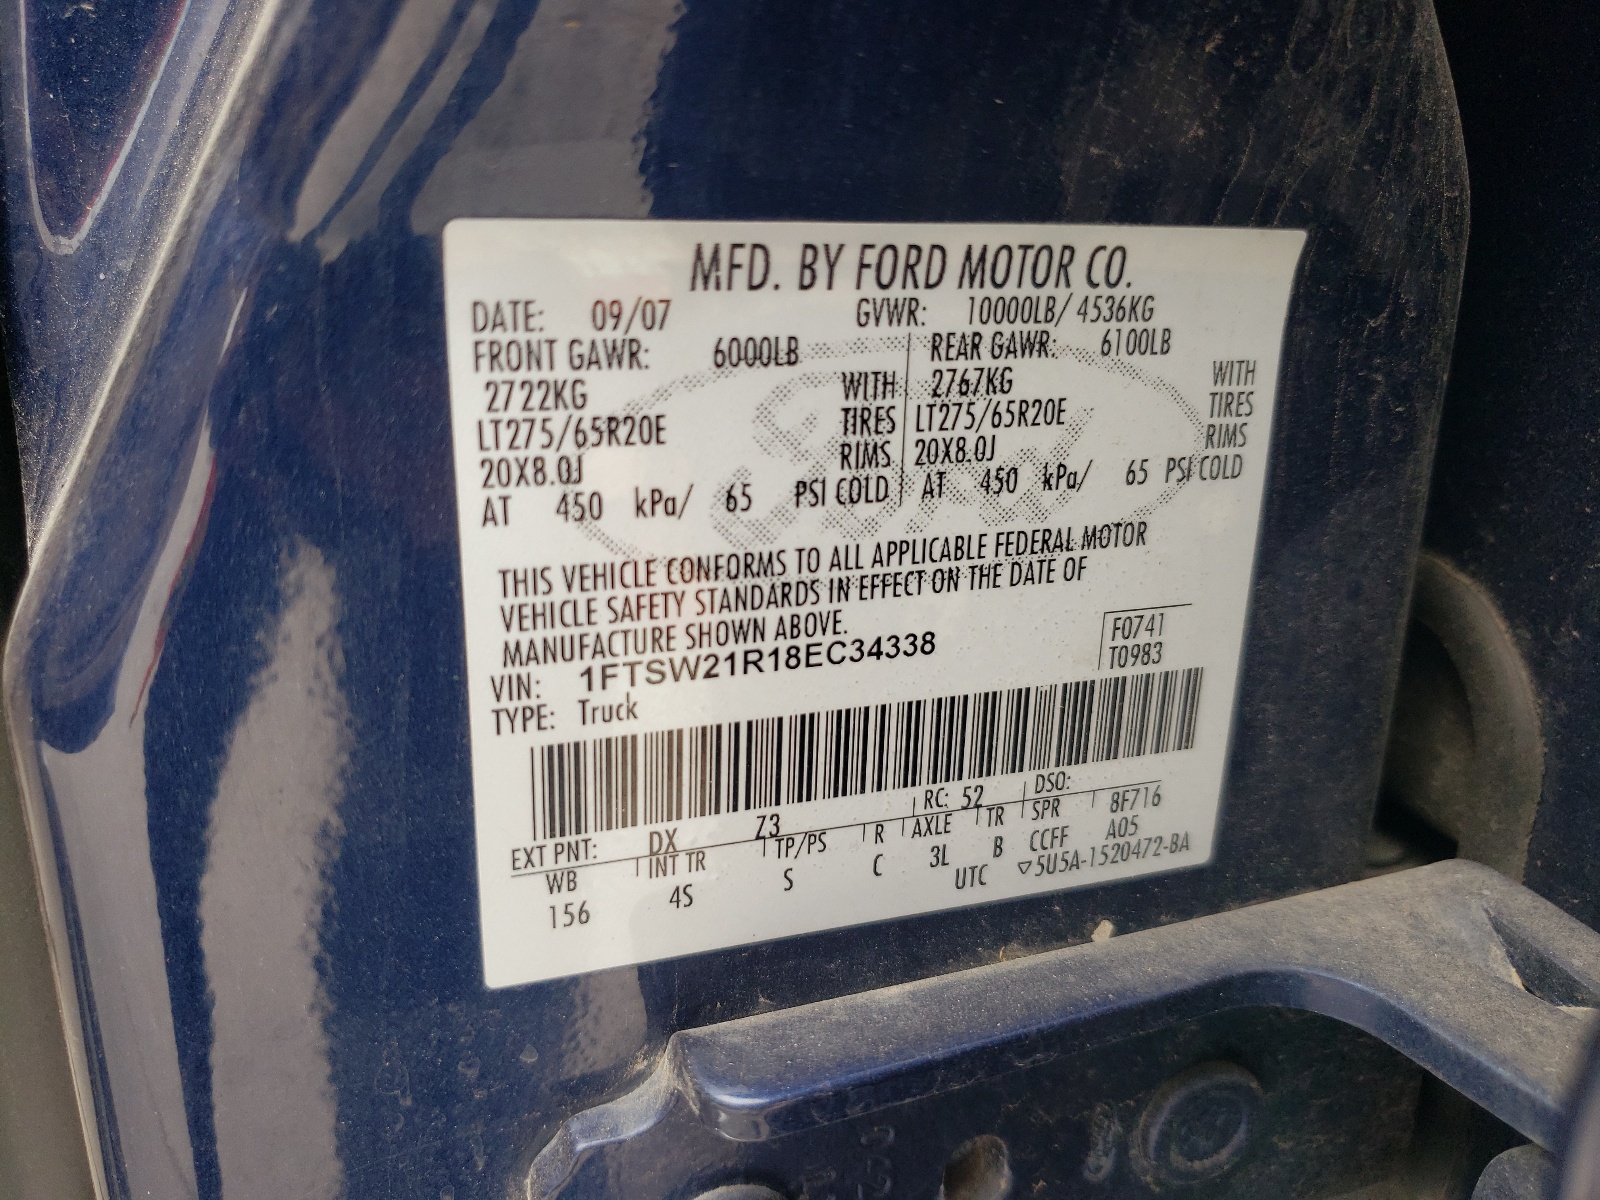 MFD. BY FORD MOTOR CO.
DATE: 09/07 GVWR: 10000LB/ 4536KG
FRONT GAWR: 6000LB REAR GAWR: 6100LB
2722KG WITH 2767KG WITH
LT275/65R20E TIRES LT275/65R20E TIRES
20X8.0J RIMS 20X8.0J RIMS
AT 450 kPa/ 65 PSI COLD AT 450 kPa/ 65 PSI COLD
THIS VEHICLE CONFORMS TO ALL APPLICABLE FEDERAL MOTOR
VEHICLE SAFETY STANDARDS IN EFFECT ON THE DATE OF
MANUFACTURE SHOWN ABOVE.
F0741
VIN: 1FTSW21R18EC34338 T0983
TYPE: Truck
RC: 52 DSO:
EXT PNT: DX Z3 8F716
WB INT TR TP/PS R AXLE TR SPR
156 4S S C 3L B CCFF A05
UTC ▽5U5A-1520472-BA